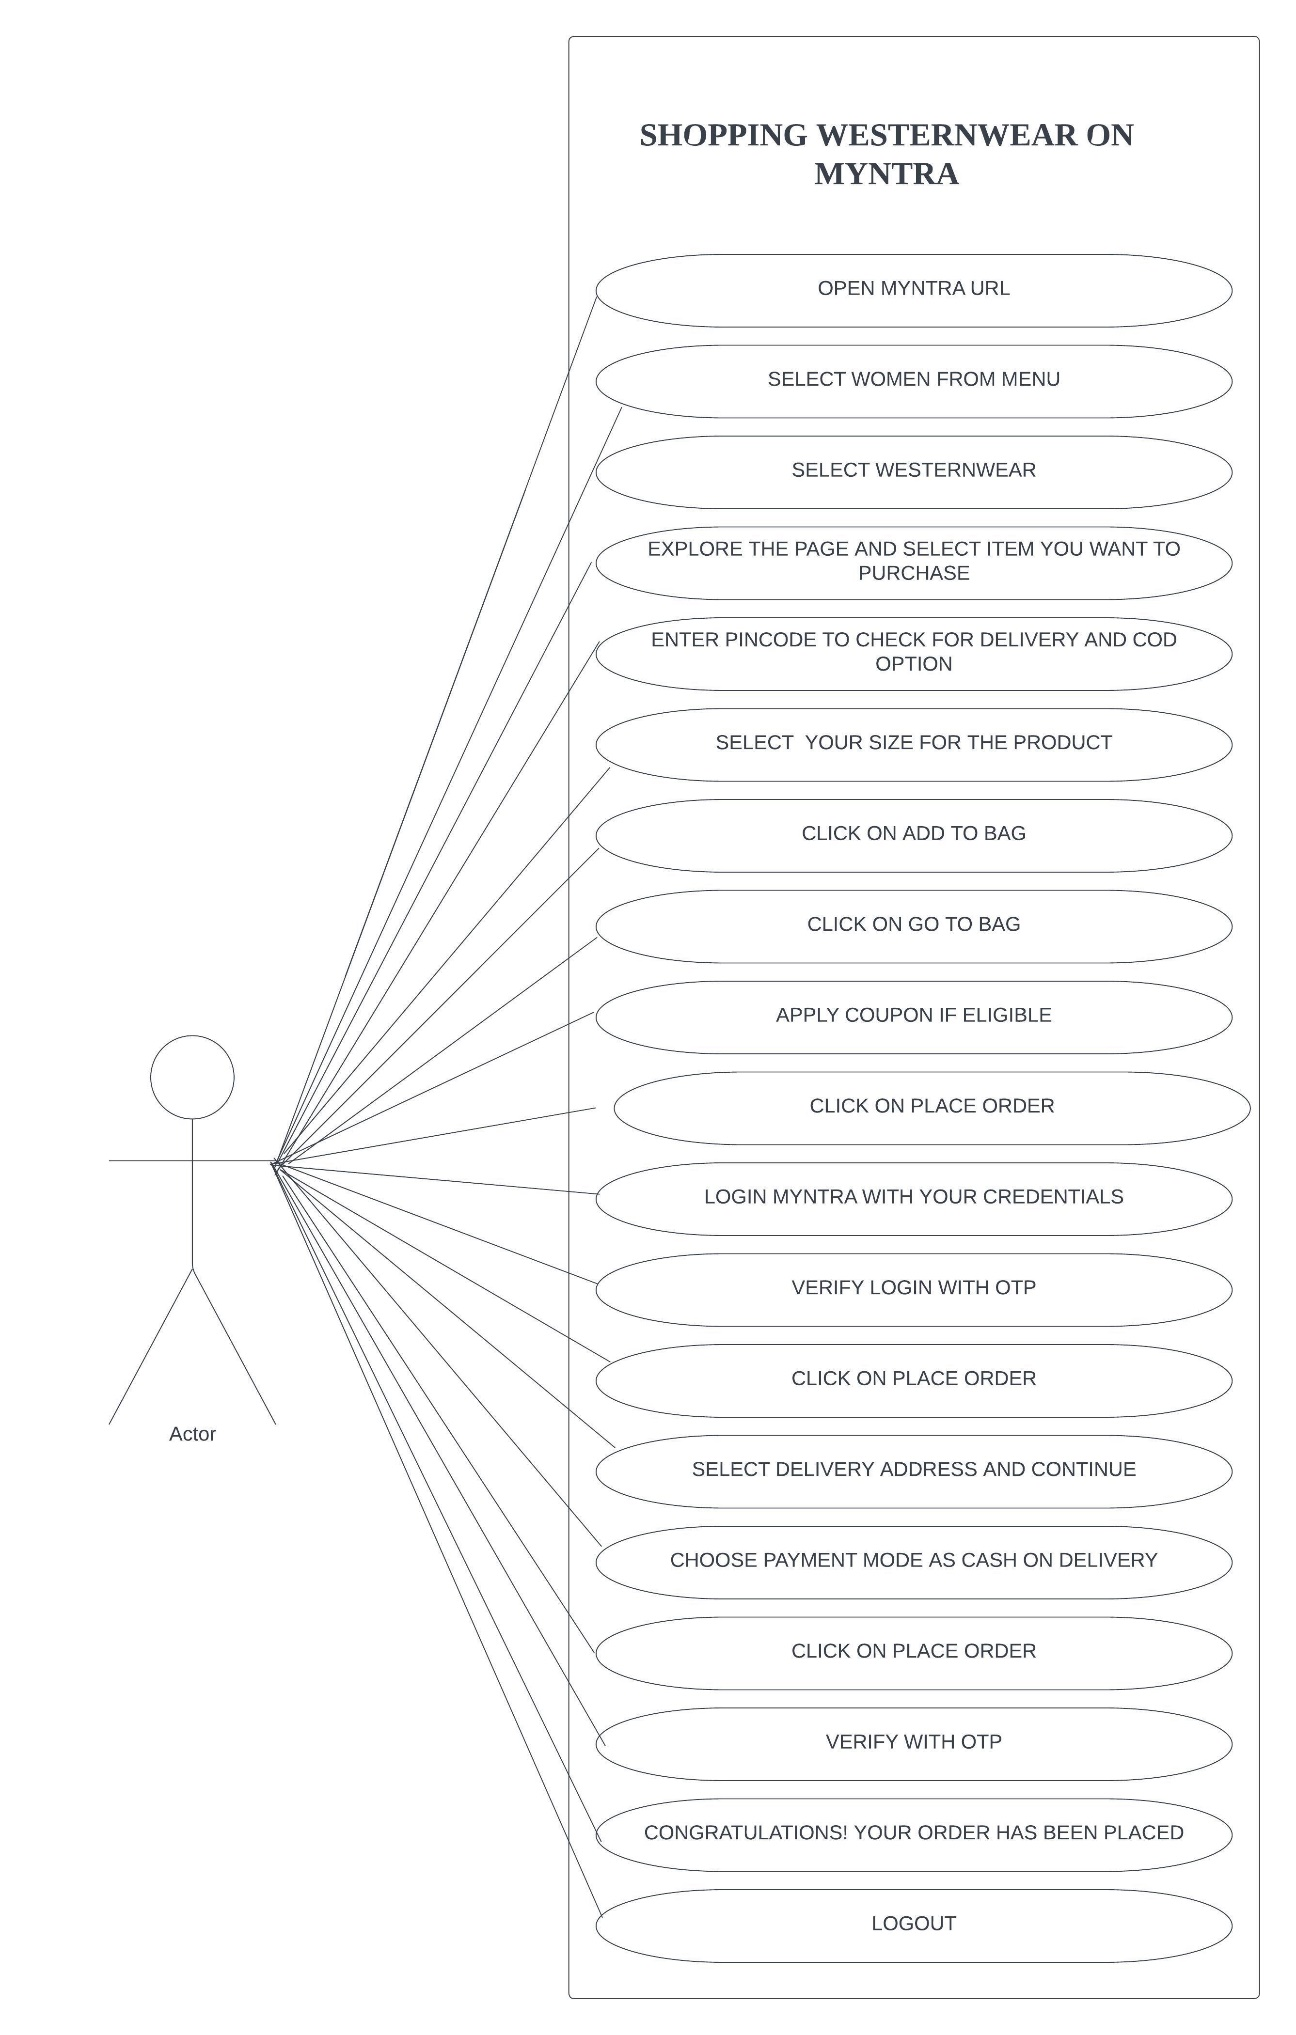 SHOPPING WESTERNWEAR ON
MYNTRA
OPEN MYNTRA URL
SELECT WOMEN FROM MENU
SELECT WESTERNWEAR
EXPLORE THE PAGE AND SELECT ITEM YOU WANT TO
PURCHASE
ENTER PINCODE TO CHECK FOR DELIVERY AND COD
OPTION
SELECT  YOUR SIZE FOR THE PRODUCT
CLICK ON ADD TO BAG
CLICK ON GO TO BAG
APPLY COUPON IF ELIGIBLE
CLICK ON PLACE ORDER
LOGIN MYNTRA WITH YOUR CREDENTIALS
VERIFY LOGIN WITH OTP
CLICK ON PLACE ORDER
Actor
SELECT DELIVERY ADDRESS AND CONTINUE
CHOOSE PAYMENT MODE AS CASH ON DELIVERY
CLICK ON PLACE ORDER
VERIFY WITH OTP
CONGRATULATIONS! YOUR ORDER HAS BEEN PLACED
LOGOUT